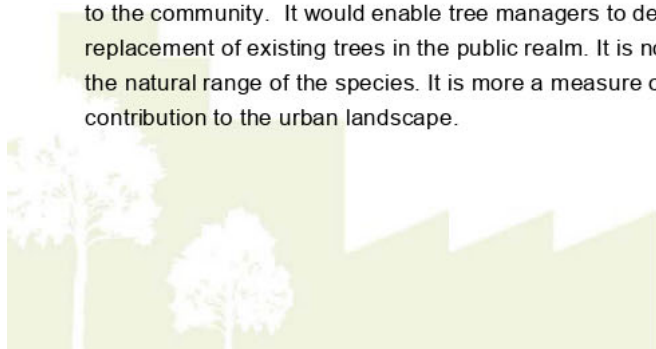 to the community.  It would enable tree managers to de
replacement of existing trees in the public realm. It is no
the natural range of the species. It is more a measure o
contribution to the urban landscape.